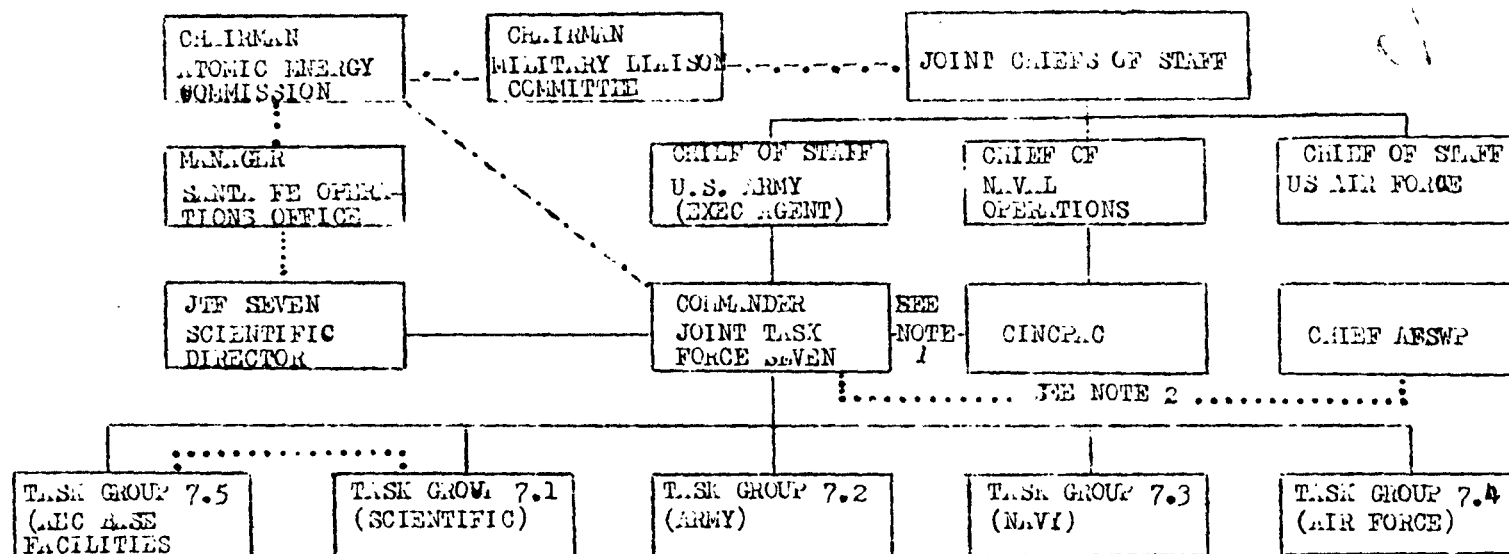 CHAIRMAN
ATOMIC ENERGY
COMMISSION
CHAIRMAN
MILITARY LIAISON
COMMITTEE
JOINT CHIEFS OF STAFF
MANAGER
SANTA FE OPERA-
TIONS OFFICE
CHIEF OF STAFF
U.S. ARMY
(EXEC AGENT)
CHIEF OF
NAVAL
OPERATIONS
CHIEF OF STAFF
US AIR FORCE
JTF SEVEN
SCIENTIFIC
DIRECTOR
COMMANDER
JOINT TASK
FORCE SEVEN
SEE
NOTE
1
CINCPAC
CHIEF AFSWP
SEE NOTE 2
TASK GROUP 7.5
(AEC BASE
FACILITIES
TASK GROUP 7.1
(SCIENTIFIC)
TASK GROUP 7.2
(ARMY)
TASK GROUP 7.3
(NAVY)
TASK GROUP 7.4
(AIR FORCE)